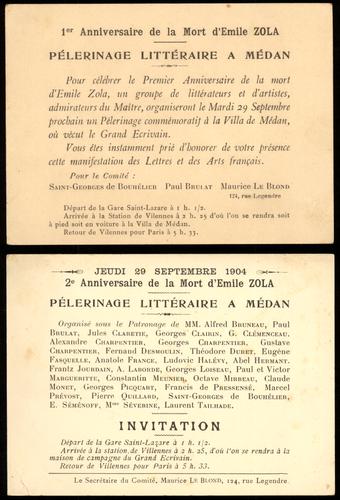 1er Anniversaire de la Mort d'Emile ZOLA
PÉLERINAGE LITTÉRAIRE A MÉDAN
Pour célébrer le Premier Anniversaire de la mort
d'Emile Zola, un groupe de littérateurs et d'artistes,
admirateurs du Maître, organiseront le Mardi 29 Septembre
prochain un Pélerinage commémoratif à la Villa de Médan,
où vécut le Grand Ecrivain.
Vous êtes instamment prié d'honorer de votre présence
cette manifestation des Lettres et des Arts français.
Pour le Comité :
SAINT-GEORGES DE BOUHÉLIER PAUL BRULAT MAURICE LE BLOND
124, rue Legendre
Départ de la Gare Saint-Lazare à 1 h. 1/2.
Arrivée à la Station de Vilennes à 2 h. 25 d'où l'on se rendra soit
à pied soit en voiture à la Villa de Médan.
Retour de Vilennes pour Paris à 5 h. 33.
JEUDI 29 SEPTEMBRE 1904
2e Anniversaire de la Mort d'Emile ZOLA
PÉLERINAGE LITTÉRAIRE A MÉDAN
Organisé sous le Patronage de MM. Alfred BRUNEAU, Paul
BRULAT, Jules CLARETIE, Georges CLAIRIN, G. CLÉMENCEAU,
Alexandre CHARPENTIER, Georges CHARPENTIER, Gustave
CHARPENTIER, Fernand DESMOULIN, Théodore DURET, Eugène
FASQUELLE, Anatole FRANCE, Ludovic HALÉVY, Abel HERMANT.
Frantz JOURDAIN, A. LABORDE, Georges LOISEAU, Paul et Victor
MARGUERITTE, Constantin MEUNIER, Octave MIRBEAU, Claude
MONET, Georges PICQUART, Francis de PRESSENSÉ, Marcel
PRÉVOST, Pierre QUILLARD, SAINT-GEORGES DE BOUHÉLIER,
E. SÉMÉNOFF, Mme SÉVERINE, Laurent TAILHADE.
INVITATION
Départ de la Gare Saint-Lazare à 1 h. 1/2.
Arrivée à la station de Villennes à 2 h. 25, d'où l'on se rendra à la
maison de campagne du Grand Ecrivain.
Retour de Villennes pour Paris à 5 h. 33.
Le Secrétaire du Comité, Maurice LE BLOND, 124, rue Legendre.